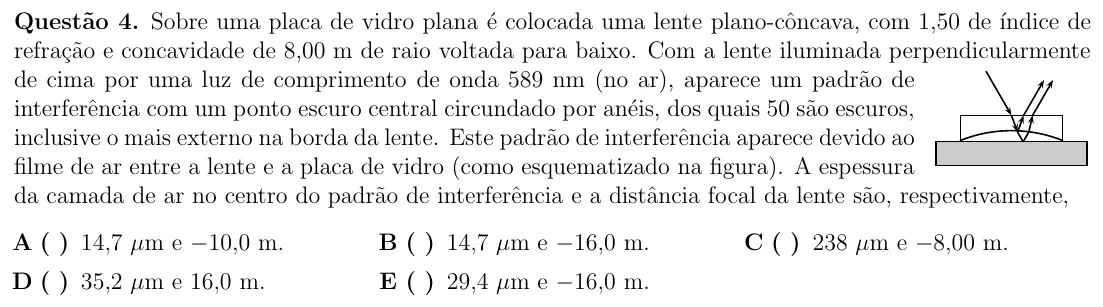 Questão 4. Sobre uma placa de vidro plana é colocada uma lente plano-côncava, com 1,50 de índice de
refração e concavidade de 8,00 m de raio voltada para baixo. Com a lente iluminada perpendicularmente
de cima por uma luz de comprimento de onda 589 nm (no ar), aparece um padrão de
interferência com um ponto escuro central circundado por anéis, dos quais 50 são escuros,
inclusive o mais externo na borda da lente. Este padrão de interferência aparece devido ao
filme de ar entre a lente e a placa de vidro (como esquematizado na figura). A espessura
da camada de ar no centro do padrão de interferência e a distância focal da lente são, respectivamente,
A ( ) 14,7 μm e −10,0 m. B ( ) 14,7 μm e −16,0 m. C ( ) 238 μm e −8,00 m.
D ( ) 35,2 μm e 16,0 m. E ( ) 29,4 μm e −16,0 m.